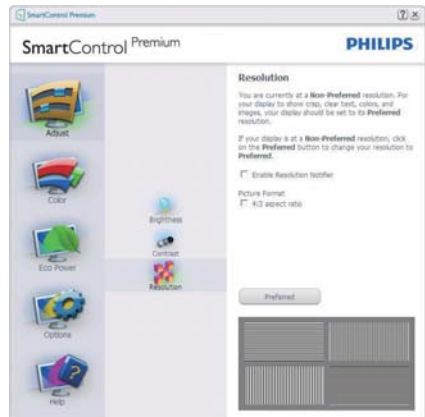 SmartControl Premium
SmartControl Premium
PHILIPS
Adjust
Color
Eco Power
Options
Help
Brightness
Contrast
Resolution
Resolution
You are currently at a Non-Preferred resolution. For
your display to show crisp, clear text, colors, and
images, your display should be set to its Preferred
resolution.
If your display is at a Non-Preferred resolution, click
on the Preferred button to change your resolution to
Preferred.
Enable Resolution Notifier
Picture Format
4:3 aspect ratio
Preferred